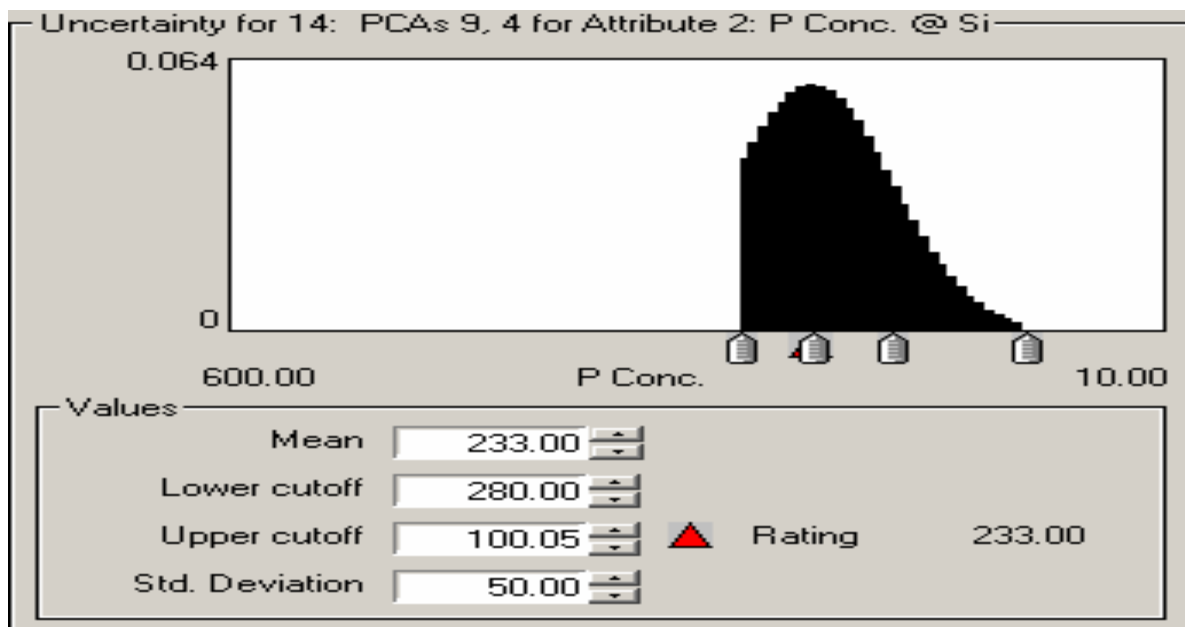 Uncertainty for 14: PCAs 9, 4 for Attribute 2: P Conc. @ Si
0.064
0
600.00 P Conc. 10.00
Values
Mean 233.00
Lower cutoff 280.00
Upper cutoff 100.05 Rating 233.00
Std. Deviation 50.00